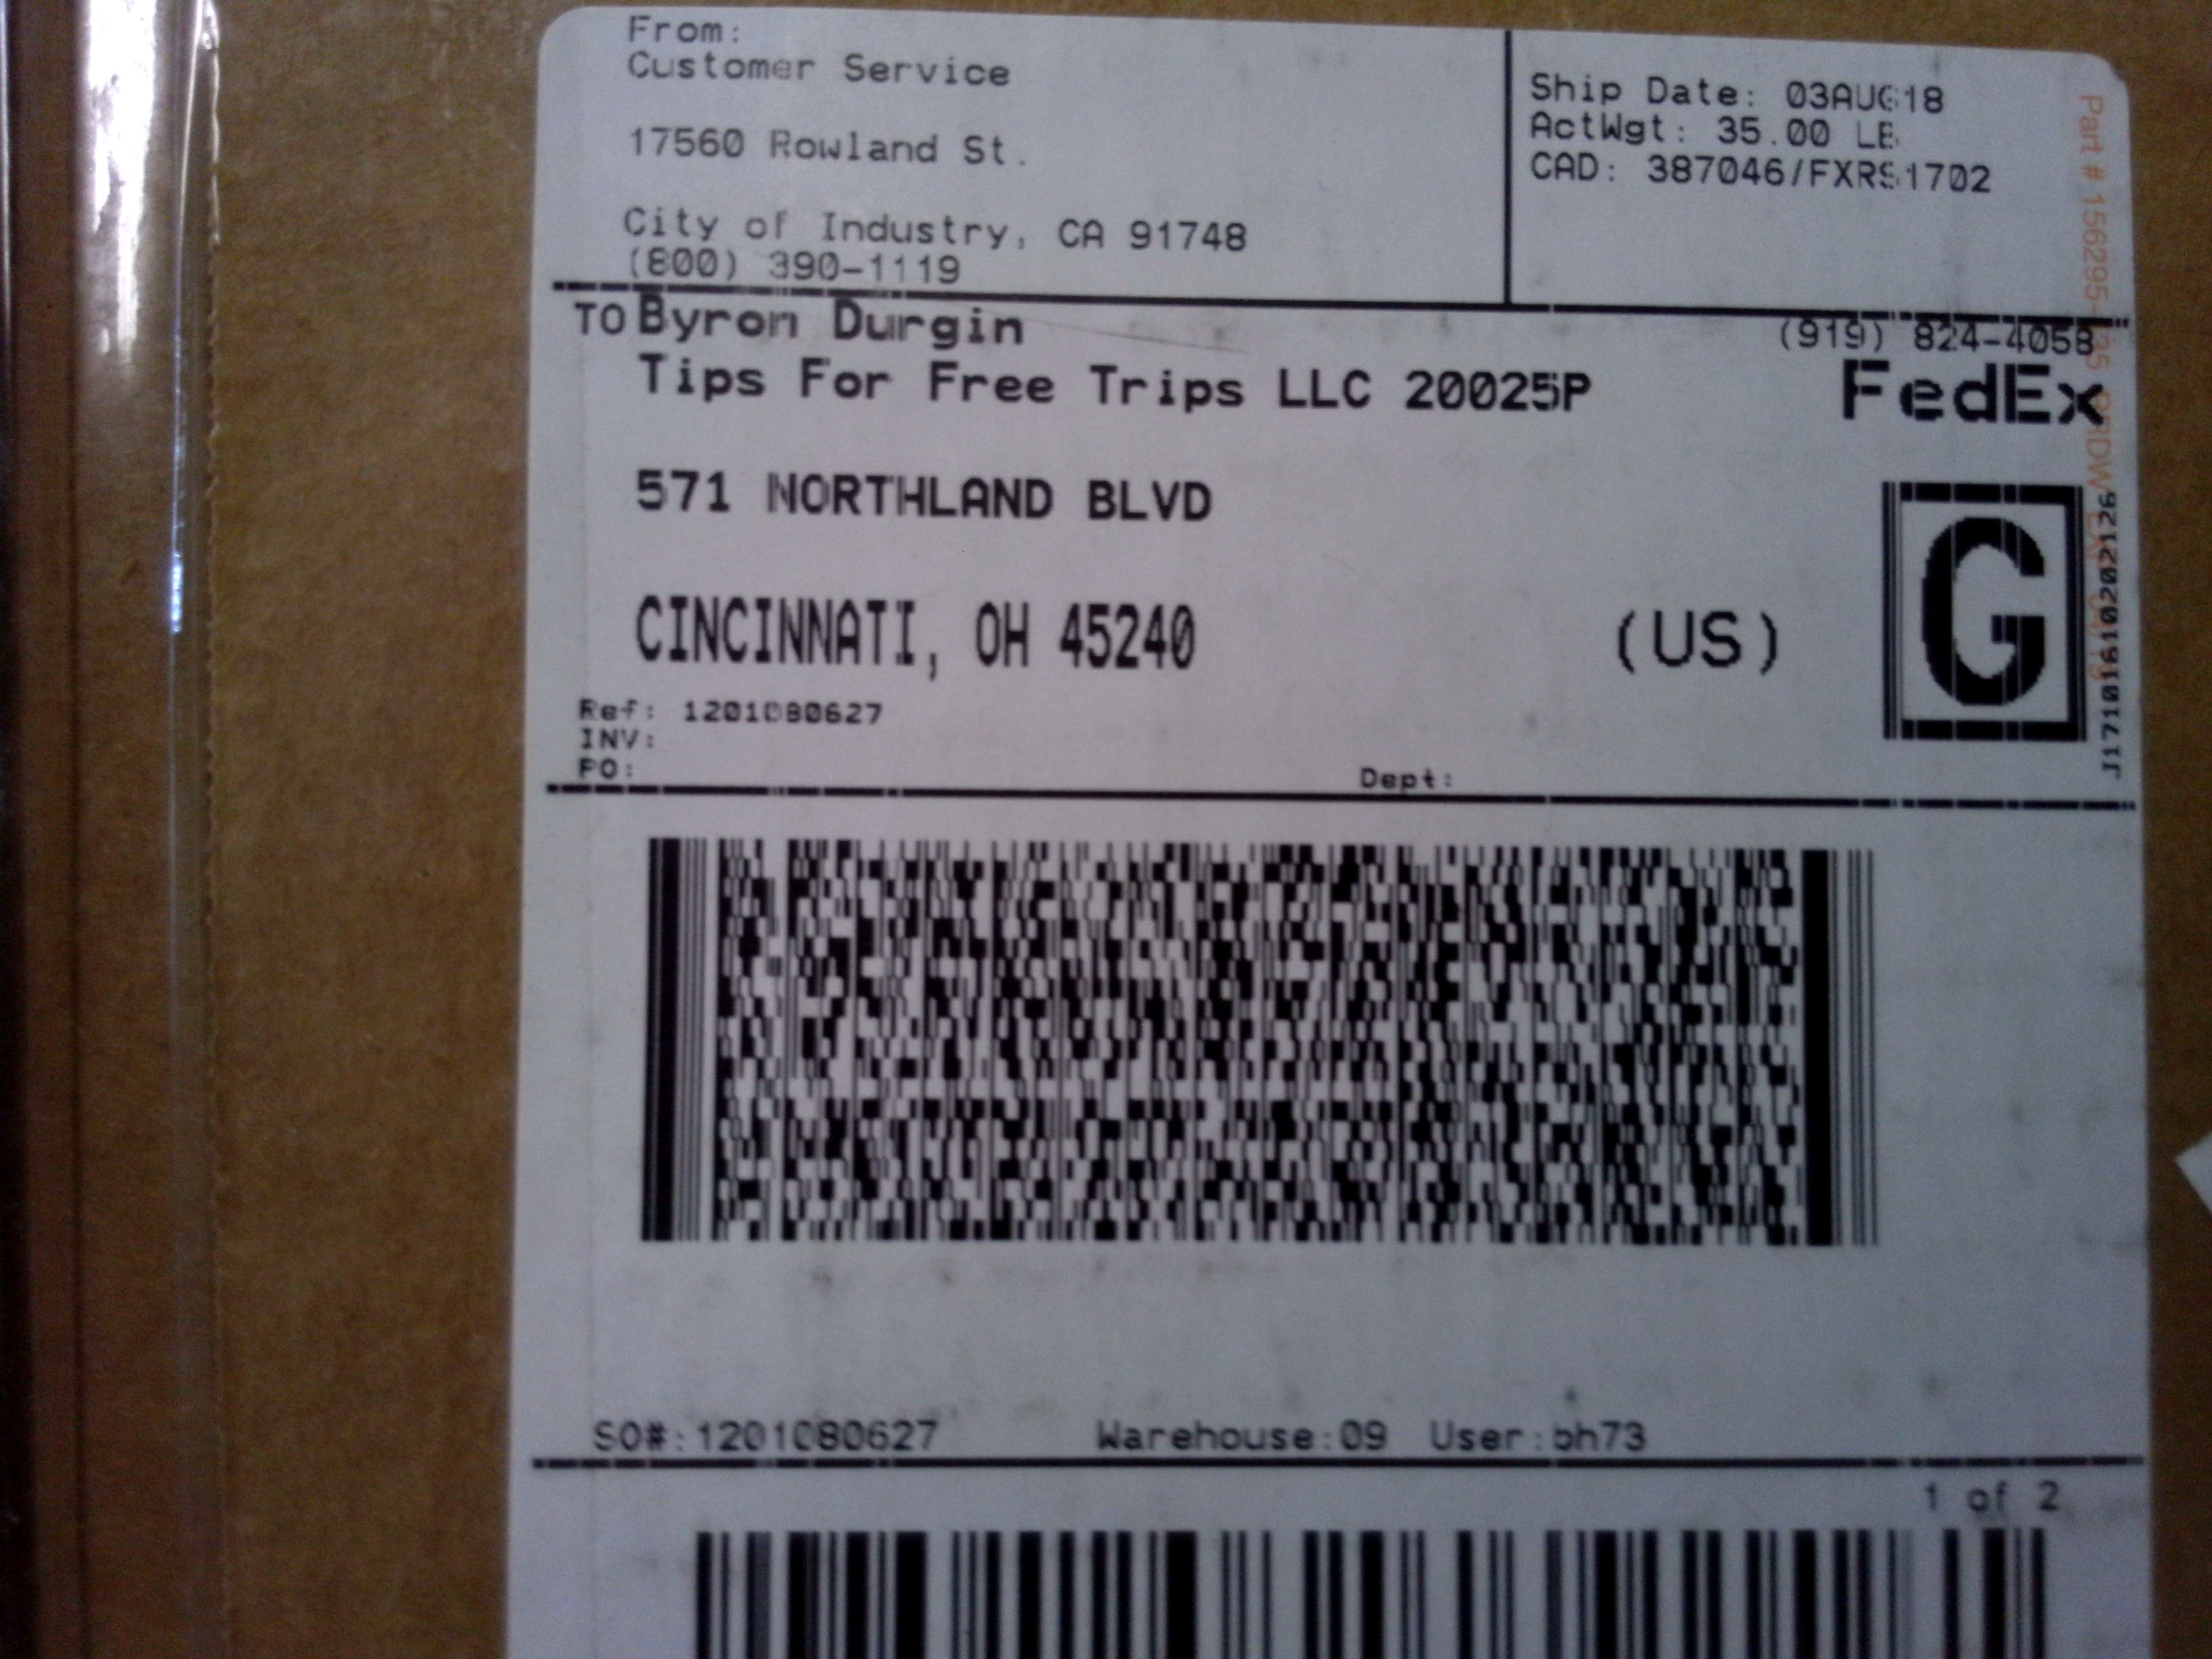 From:
Customer Service
17560 Rowland St.
City of Industry, CA 91748
(800) 390-1119
Ship Date: 03AUG18
ActWgt: 35.00 LB
CAD: 387046/FXRS1702
TO Byron Durgin
(919) 824-4058
Tips For Free Trips LLC 20025P
FedEx
571 NORTHLAND BLVD
G
CINCINNATI, OH 45240
(US)
Ref: 1201080627
INV:
PO:
Dept:
J17101610202126
Part # 156295-
SO#:1201080627 Warehouse:09 User:bh73
1 of 2